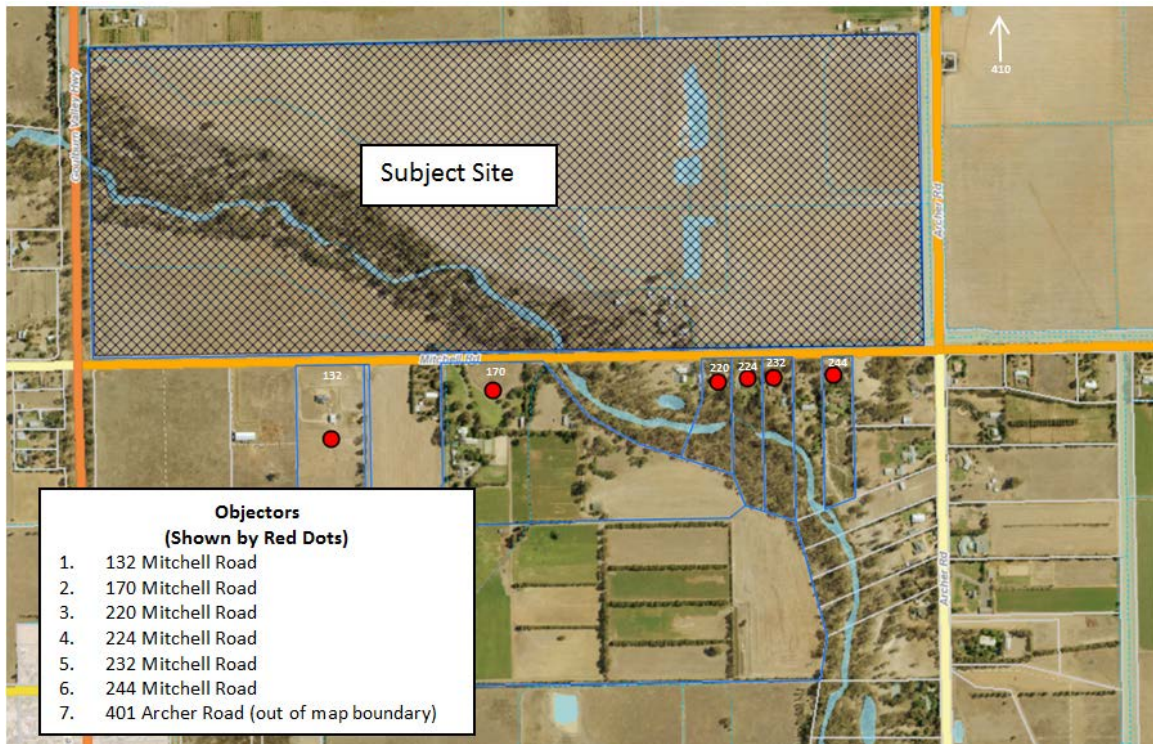 410
Goulburn Valley Hwy
Subject Site
Archer Rd
Mitchell Rd
132
170
220
224
232
244
Objectors
(Shown by Red Dots)
1. 132 Mitchell Road
2. 170 Mitchell Road
3. 220 Mitchell Road
4. 224 Mitchell Road
5. 232 Mitchell Road
6. 244 Mitchell Road
7. 401 Archer Road (out of map boundary)
Archer Rd